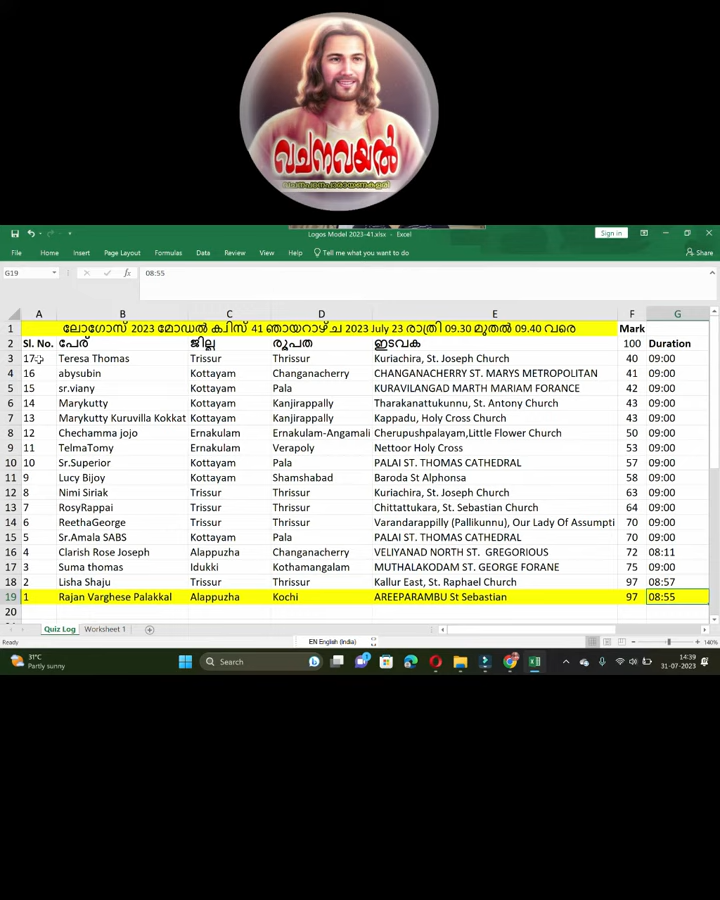 വചനവയൽ
Logos Model 2023-41.xlsx - Excel
Sign in
File Home Insert Page Layout Formulas Data Review View Help Tell me what you want to do Share
G19 fx 08:55
A B C D E F G
1 ലോഗോസ് 2023 മോഡൽ ക്വിസ് 41 ഞായറാഴ്ച 2023 July 23 രാത്രി 09.30 മുതൽ 09.40 വരെ Mark
2 Sl. No. പേര് ജില്ല രൂപത ഇടവക 100 Duration
3 17 Teresa Thomas Trissur Thrissur Kuriachira, St. Joseph Church 40 09:00
4 16 abysubin Kottayam Changanacherry CHANGANACHERRY ST. MARYS METROPOLITAN 41 09:00
5 15 sr.viany Kottayam Pala KURAVILANGAD MARTH MARIAM FORANCE 42 09:00
6 14 Marykutty Kottayam Kanjirappally Tharakanattukunnu, St. Antony Church 43 09:00
7 13 Marykutty Kuruvilla Kokkat Kottayam Kanjirappally Kappadu, Holy Cross Church 43 09:00
8 12 Chechamma jojo Ernakulam Ernakulam-Angamali Cherupushpalayam,Little Flower Church 50 09:00
9 11 TelmaTomy Ernakulam Verapoly Nettoor Holy Cross 53 09:00
10 10 Sr.Superior Kottayam Pala PALAI ST. THOMAS CATHEDRAL 57 09:00
11 9 Lucy Bijoy Kottayam Shamshabad Baroda St Alphonsa 58 09:00
12 8 Nimi Siriak Trissur Thrissur Kuriachira, St. Joseph Church 63 09:00
13 7 RosyRappai Trissur Thrissur Chittattukara, St. Sebastian Church 64 09:00
14 6 ReethaGeorge Trissur Thrissur Varandarappilly (Pallikunnu), Our Lady Of Assumpti 70 09:00
15 5 Sr.Amala SABS Kottayam Pala PALAI ST. THOMAS CATHEDRAL 70 09:00
16 4 Clarish Rose Joseph Alappuzha Changanacherry VELIYANAD NORTH ST. GREGORIOUS 72 08:11
17 3 Suma thomas Idukki Kothamangalam MUTHALAKODAM ST. GEORGE FORANE 75 09:00
18 2 Lisha Shaju Trissur Thrissur Kallur East, St. Raphael Church 97 08:57
19 1 Rajan Varghese Palakkal Alappuzha Kochi AREEPARAMBU St Sebastian 97 08:55
20
Quiz Log Worksheet 1
Ready EN English (India) 140%
31°C
Partly sunny
Search
14:39
31-07-2023